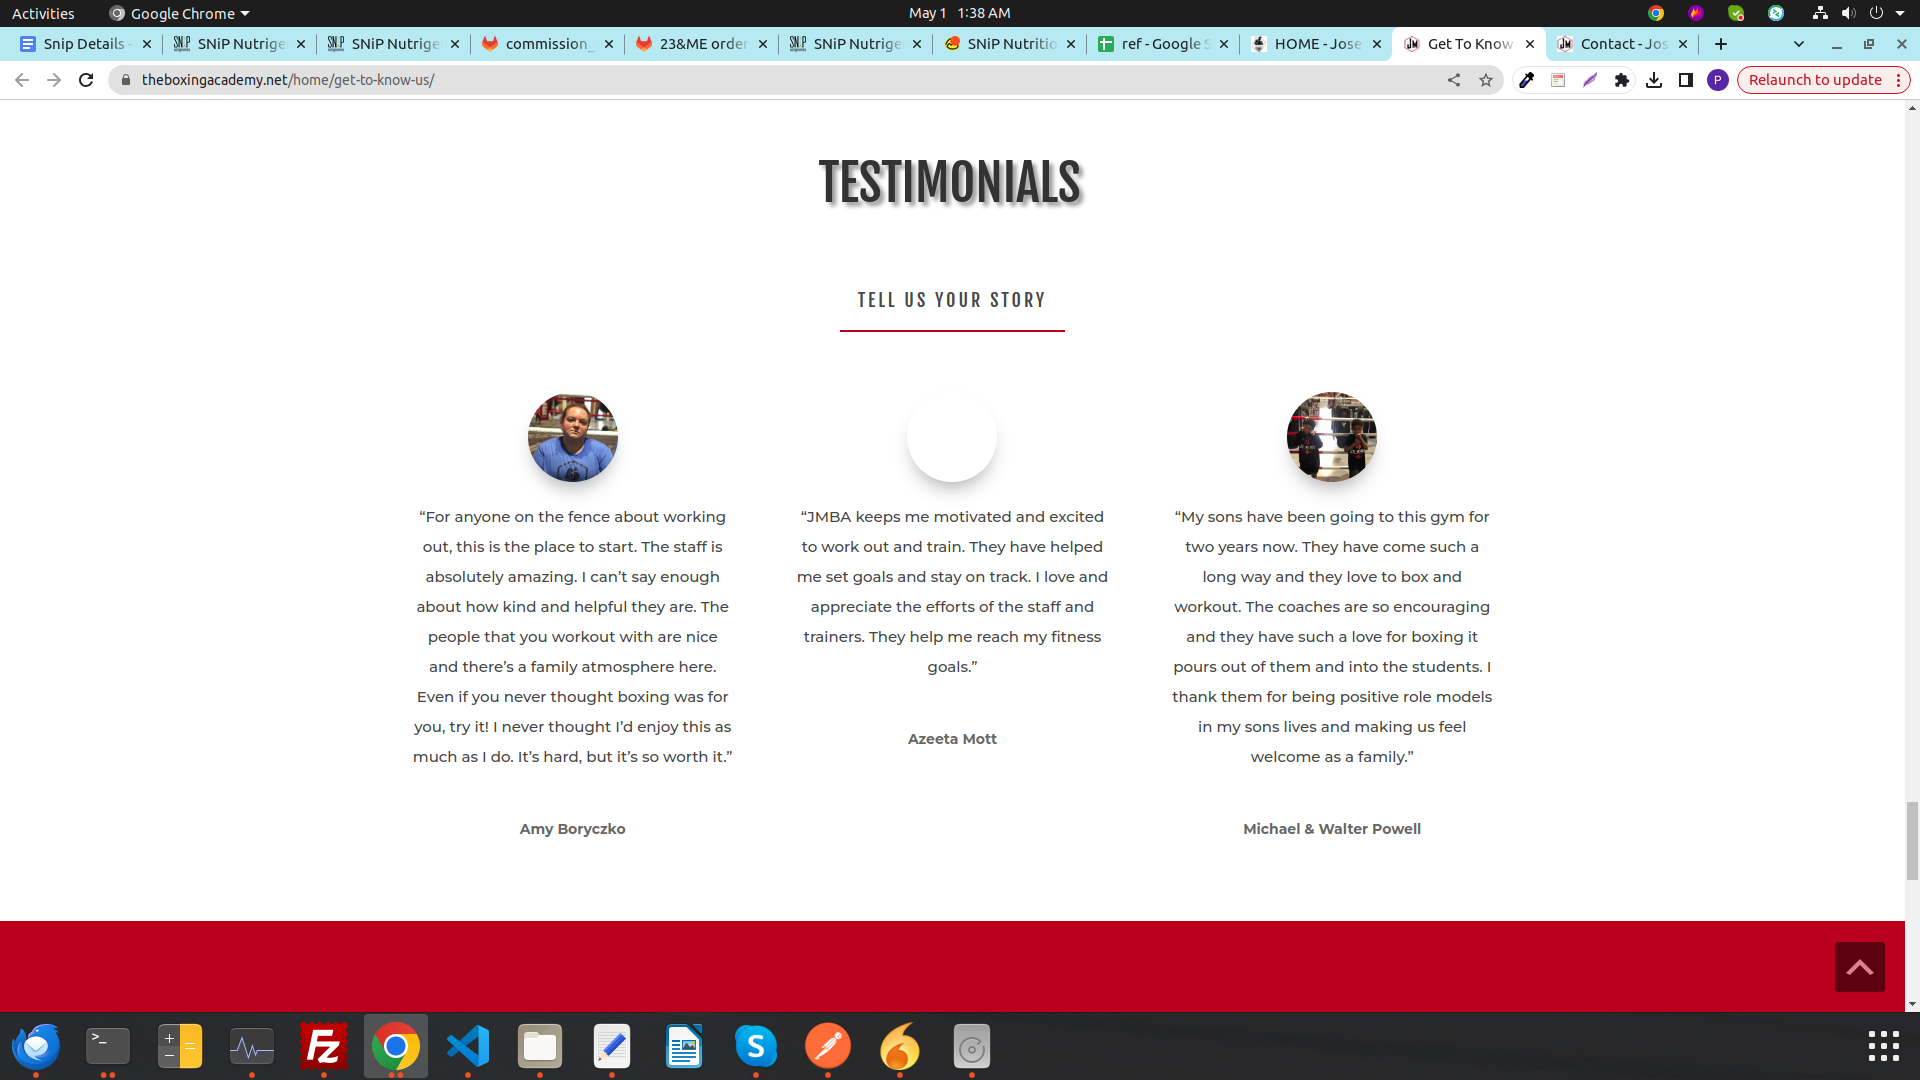 Activities
Google Chrome
May 1 1:38 AM
Snip Details -
SNiP Nutrige
SNiP Nutrige
commission_
23&ME order
SNiP Nutrige
SNiP Nutritio
ref - Google S
HOME - Jose
Get To Know
Contact - Jos
theboxingacademy.net/home/get-to-know-us/
P
Relaunch to update
TESTIMONIALS
TELL US YOUR STORY
“For anyone on the fence about working
out, this is the place to start. The staff is
absolutely amazing. I can’t say enough
about how kind and helpful they are. The
people that you workout with are nice
and there’s a family atmosphere here.
Even if you never thought boxing was for
you, try it! I never thought I’d enjoy this as
much as I do. It’s hard, but it’s so worth it.”
Amy Boryczko
“JMBA keeps me motivated and excited
to work out and train. They have helped
me set goals and stay on track. I love and
appreciate the efforts of the staff and
trainers. They help me reach my fitness
goals.”
Azeeta Mott
“My sons have been going to this gym for
two years now. They have come such a
long way and they love to box and
workout. The coaches are so encouraging
and they have such a love for boxing it
pours out of them and into the students. I
thank them for being positive role models
in my sons lives and making us feel
welcome as a family.”
Michael & Walter Powell